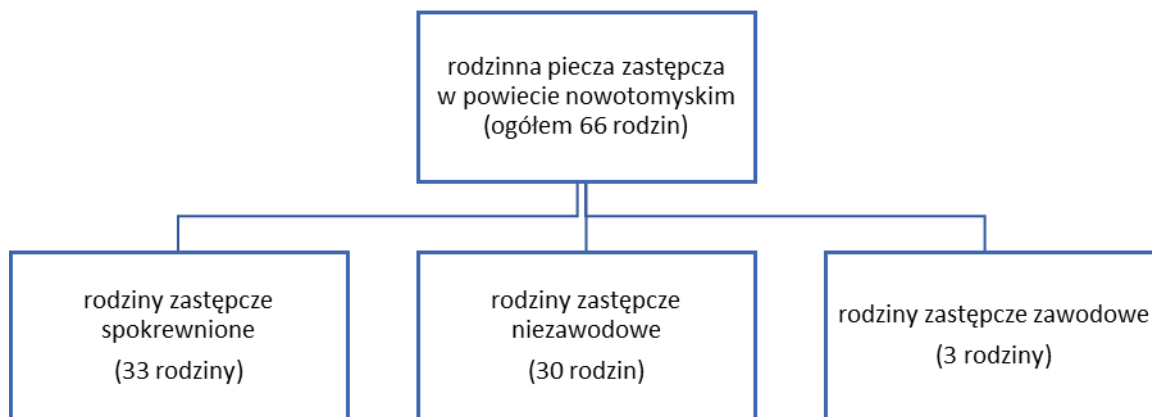 rodzinna piecza zastępcza
w powiecie nowotomyskim
(ogółem 66 rodzin)
rodziny zastępcze
spokrewnione
(33 rodziny)
rodziny zastępcze
niezawodowe
(30 rodzin)
rodziny zastępcze zawodowe
(3 rodziny)